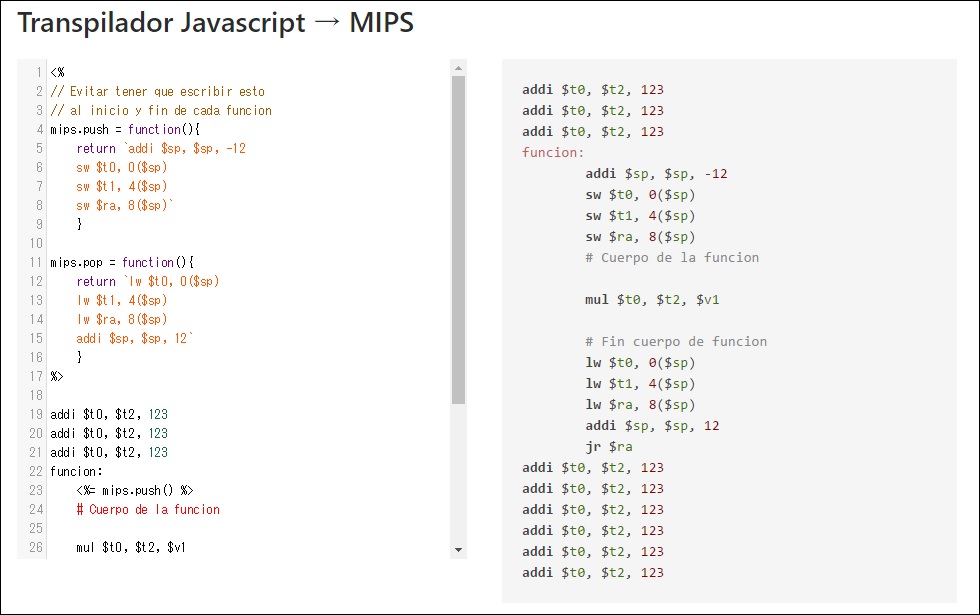 Transpilador Javascript → MIPS
1 <%
2 // Evitar tener que escribir esto
3 // al inicio y fin de cada funcion
4 mips.push = function(){
5     return `addi $sp, $sp, -12
6     sw $t0, 0($sp)
7     sw $t1, 4($sp)
8     sw $ra, 8($sp)`
9     }
10
11 mips.pop = function(){
12     return `lw $t0, 0($sp)
13     lw $t1, 4($sp)
14     lw $ra, 8($sp)
15     addi $sp, $sp, 12`
16     }
17 %>
18
19 addi $t0, $t2, 123
20 addi $t0, $t2, 123
21 addi $t0, $t2, 123
22 funcion:
23     <%= mips.push() %>
24     # Cuerpo de la funcion
25
26     mul $t0, $t2, $v1
addi $t0, $t2, 123
addi $t0, $t2, 123
addi $t0, $t2, 123
funcion:
        addi $sp, $sp, -12
        sw $t0, 0($sp)
        sw $t1, 4($sp)
        sw $ra, 8($sp)
        # Cuerpo de la funcion
        mul $t0, $t2, $v1
        # Fin cuerpo de funcion
        lw $t0, 0($sp)
        lw $t1, 4($sp)
        lw $ra, 8($sp)
        addi $sp, $sp, 12
        jr $ra
addi $t0, $t2, 123
addi $t0, $t2, 123
addi $t0, $t2, 123
addi $t0, $t2, 123
addi $t0, $t2, 123
addi $t0, $t2, 123